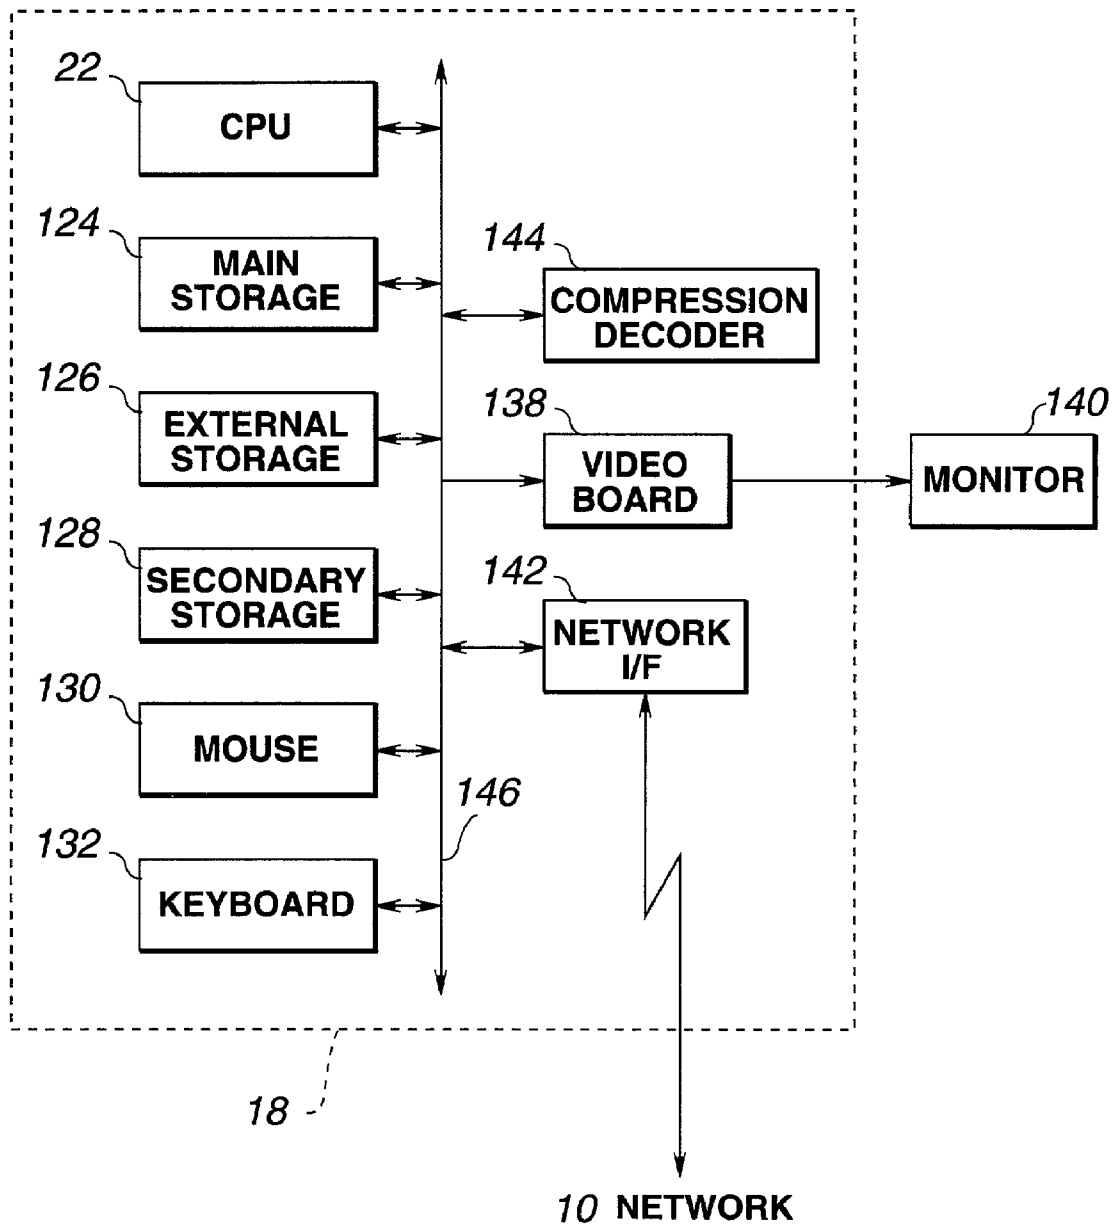 22
CPU
124
MAIN
STORAGE
126
EXTERNAL
STORAGE
128
SECONDARY
STORAGE
130
MOUSE
132
KEYBOARD
144
COMPRESSION
DECODER
138
VIDEO
BOARD
140
MONITOR
142
NETWORK
I/F
146
18
10 NETWORK